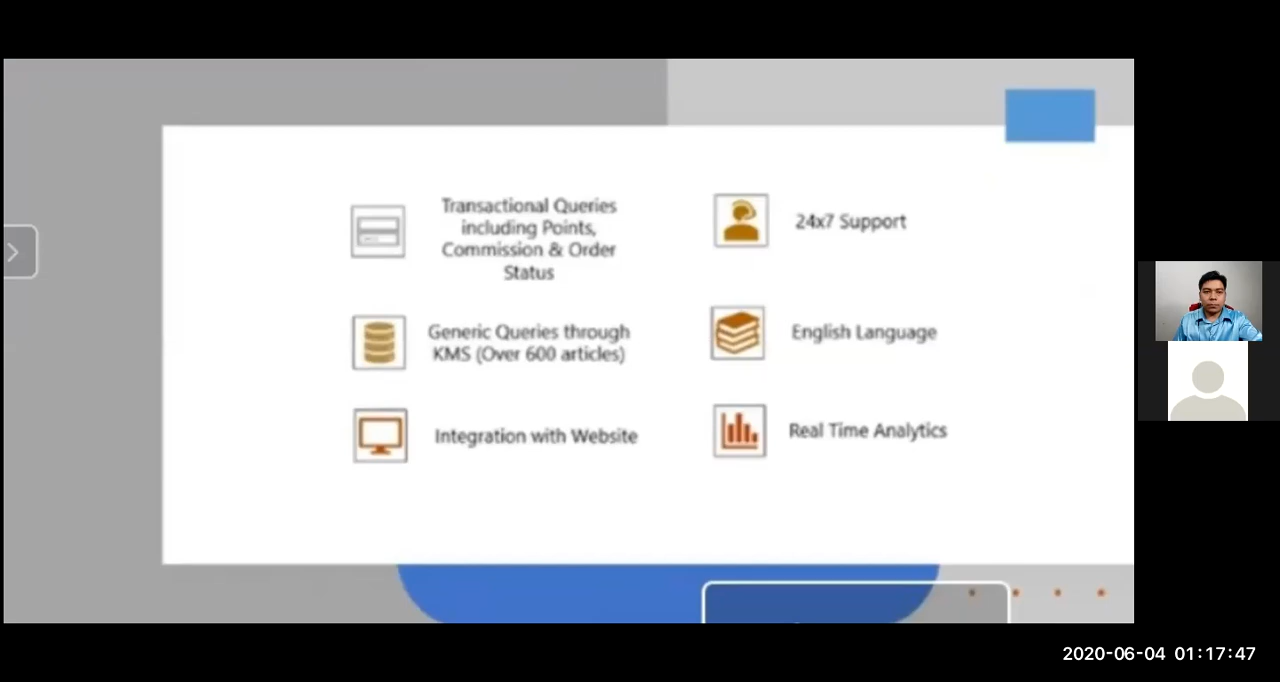 Transactional Queries
including Points,
Commission & Order
Status
24x7 Support
Generic Queries through
KMS (Over 600 articles)
English Language
Integration with Website
Real Time Analytics
2020-06-04 01:17:47